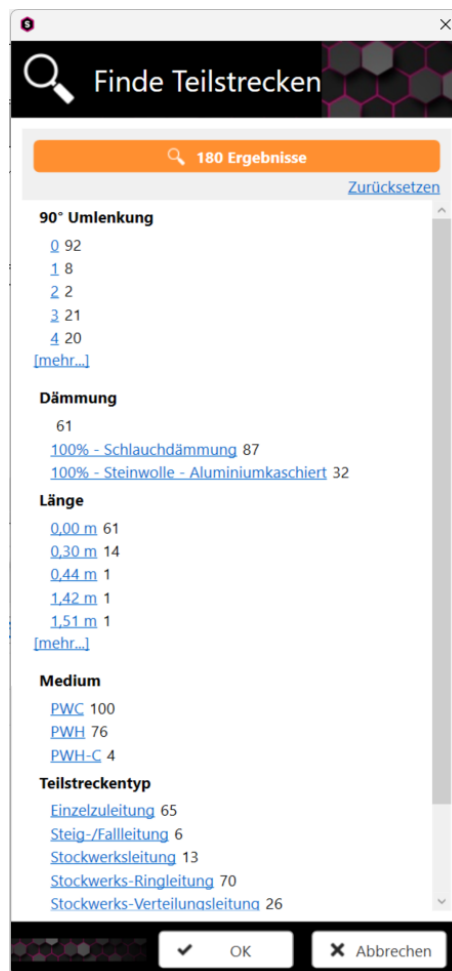 S
Finde Teilstrecken
180 Ergebnisse
Zurücksetzen
90° Umlenkung
0 92
1 8
2 2
3 21
4 20
[mehr...]
Dämmung
61
100% - Schlauchdämmung 87
100% - Steinwolle - Aluminiumkaschiert 32
Länge
0,00 m 61
0,30 m 14
0,44 m 1
1,42 m 1
1,51 m 1
[mehr...]
Medium
PWC 100
PWH 76
PWH-C 4
Teilstreckentyp
Einzelzuleitung 65
Steig-/Fallleitung 6
Stockwerksleitung 13
Stockwerks-Ringleitung 70
Stockwerks-Verteilungsleitung 26
OK
Abbrechen